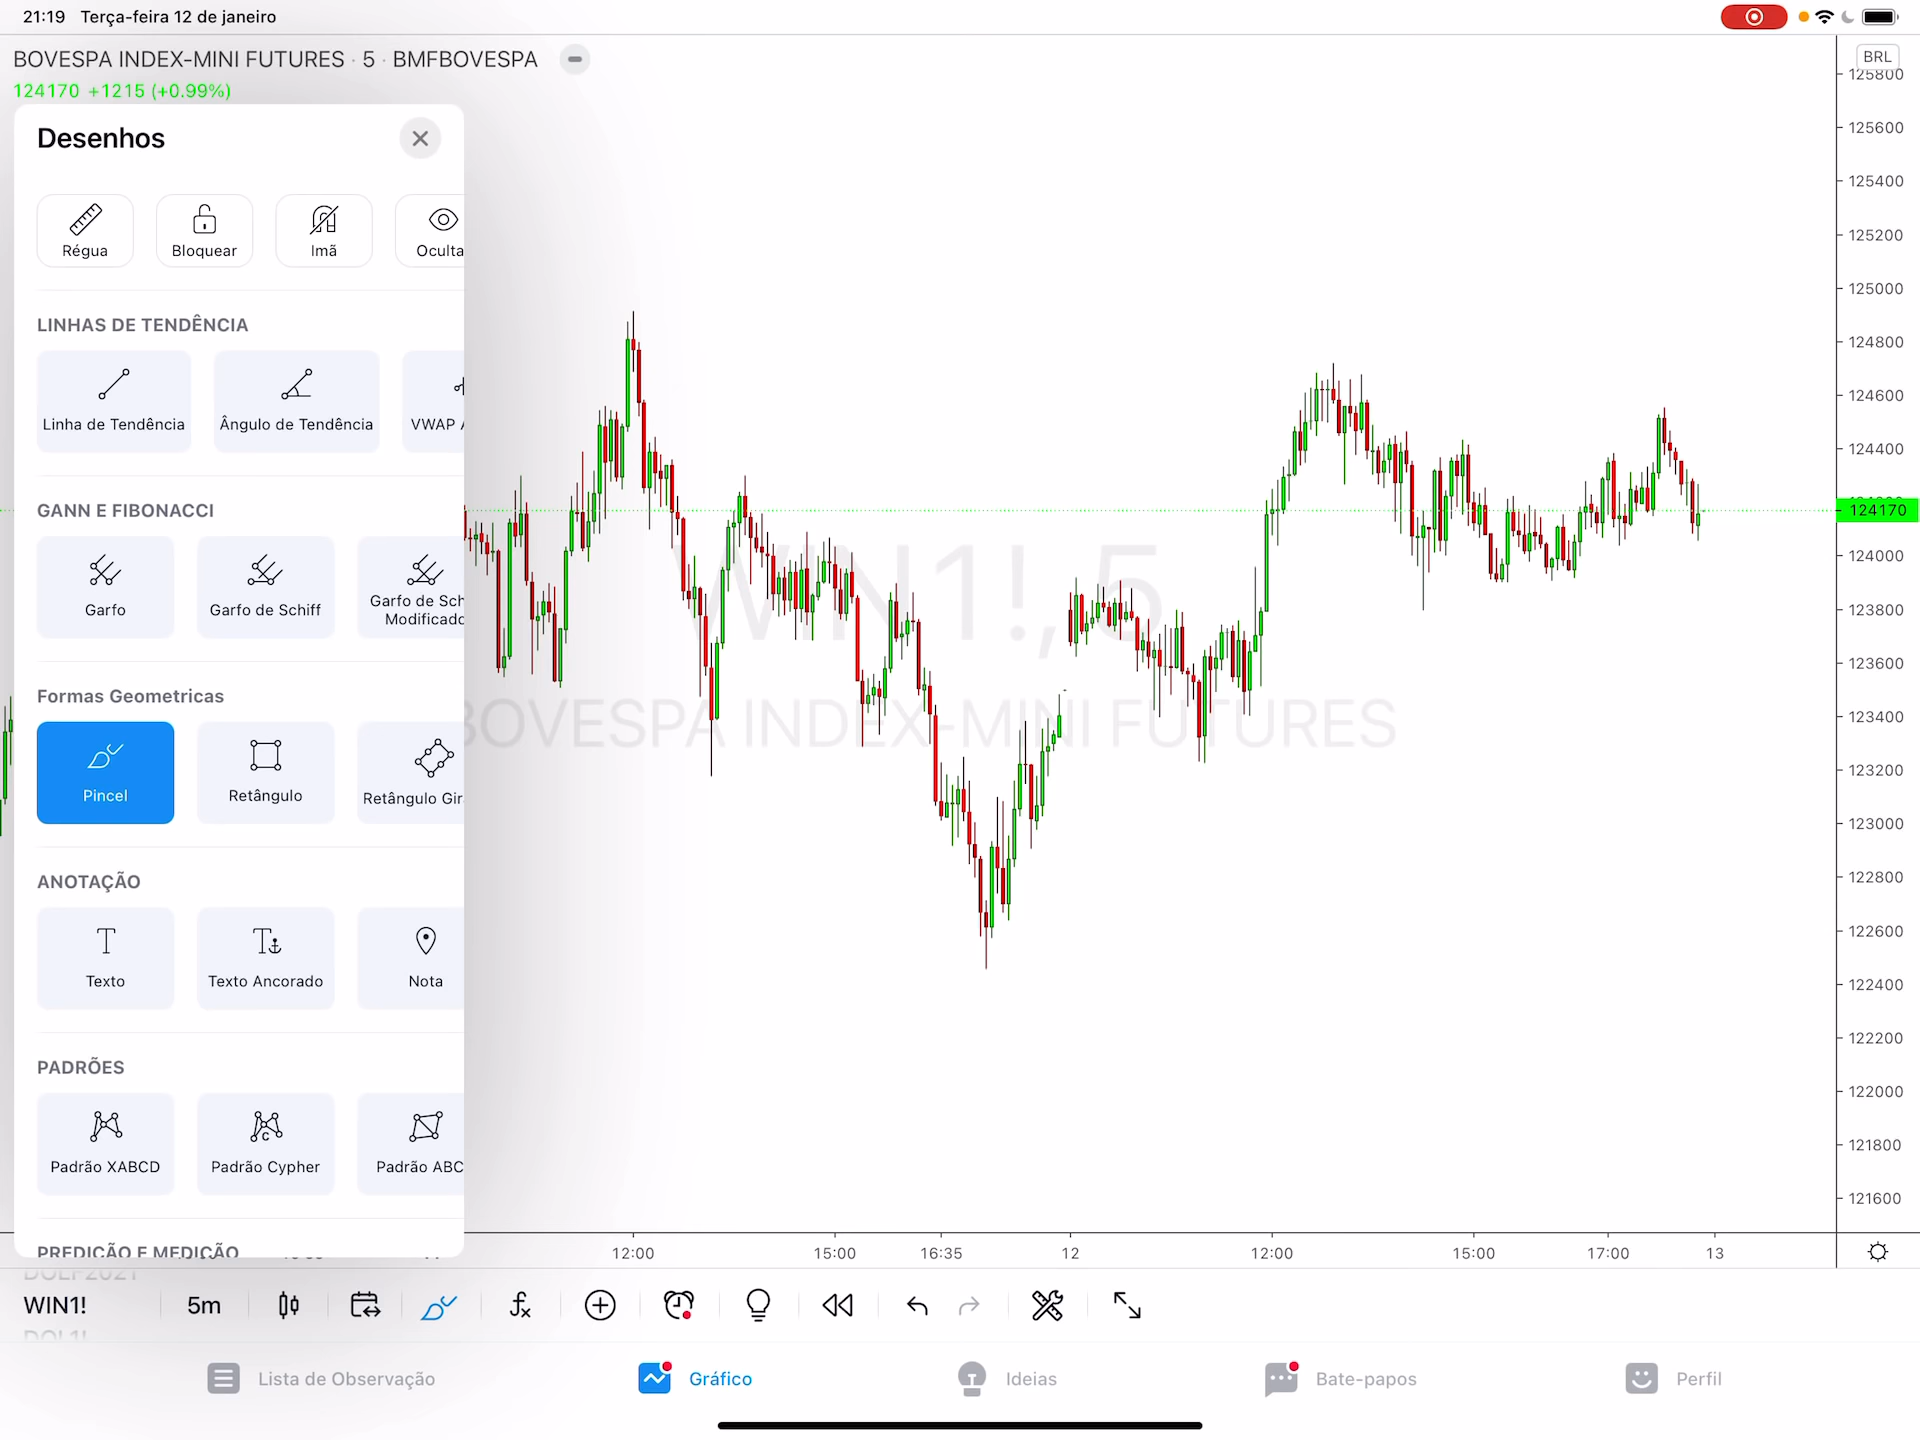 21:19 Terça-feira 12 de janeiro
BOVESPA INDEX-MINI FUTURES · 5 · BMFBOVESPA
124170 +1215 (+0.99%)
Desenhos
Régua
Bloquear
Imã
Oculta
LINHAS DE TENDÊNCIA
Linha de Tendência
Ângulo de Tendência
VWAP
GANN E FIBONACCI
Garfo
Garfo de Schiff
Garfo de Sch
Modificado
Formas Geometricas
Pincel
Retângulo
Retângulo Gir
ANOTAÇÃO
Texto
Texto Ancorado
Nota
PADRÕES
Padrão XABCD
Padrão Cypher
Padrão ABC
PREDIÇÃO E MEDIÇÃO
WIN1!, 5
BOVESPA INDEX-MINI FUTURES
BRL
125800
125600
125400
125200
125000
124800
124600
124400
124170
124000
123800
123600
123400
123200
123000
122800
122600
122400
122200
122000
121800
121600
12:00
15:00
16:35
12
12:00
15:00
17:00
13
WIN1!
5m
Lista de Observação
Gráfico
Ideias
Bate-papos
Perfil